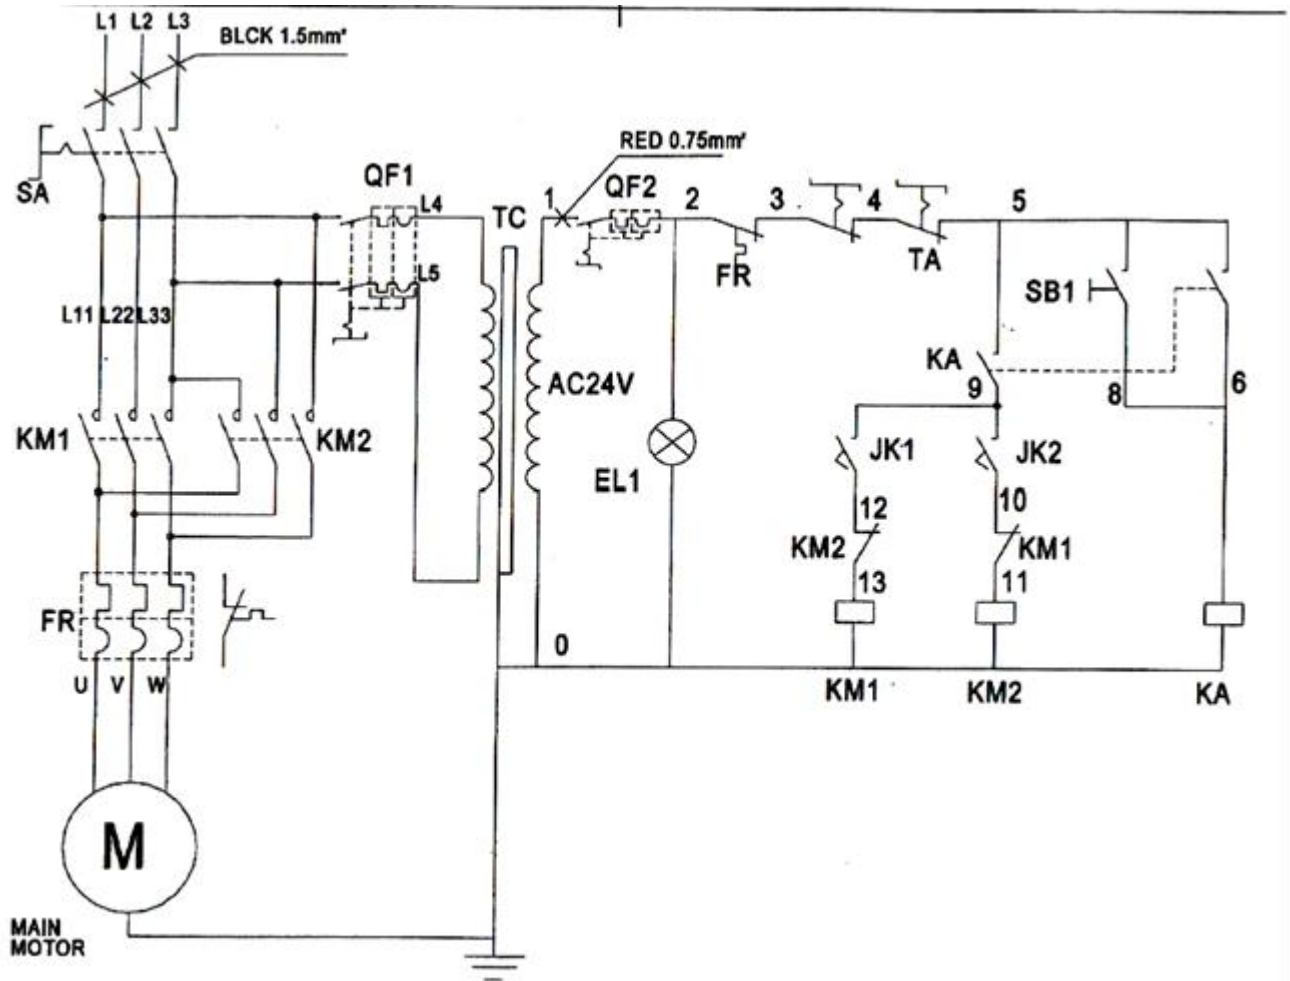 L1 L2 L3
BLCK 1.5mm²
RED 0.75mm²
SA
QF1
L4
TC
1
QF2
2
3
4
5
FR
TA
L5
SB1
L11 L22 L33
KA
AC24V
9
8
6
KM1
KM2
JK1
JK2
EL1
12
10
KM2
KM1
13
11
FR
0
U V W
KM1
KM2
KA
M
MAIN
MOTOR